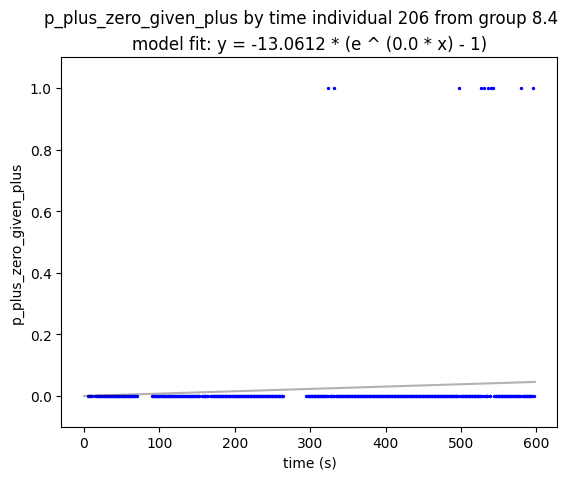 p_plus_zero_given_plus by time individual 206 from group 8.4
model fit: y = -13.0612 * (e ^ (0.0 * x) - 1)
1.0
0.8
0.6
0.4
0.2
0.0
p_plus_zero_given_plus
0 100 200 300 400 500 600
time (s)